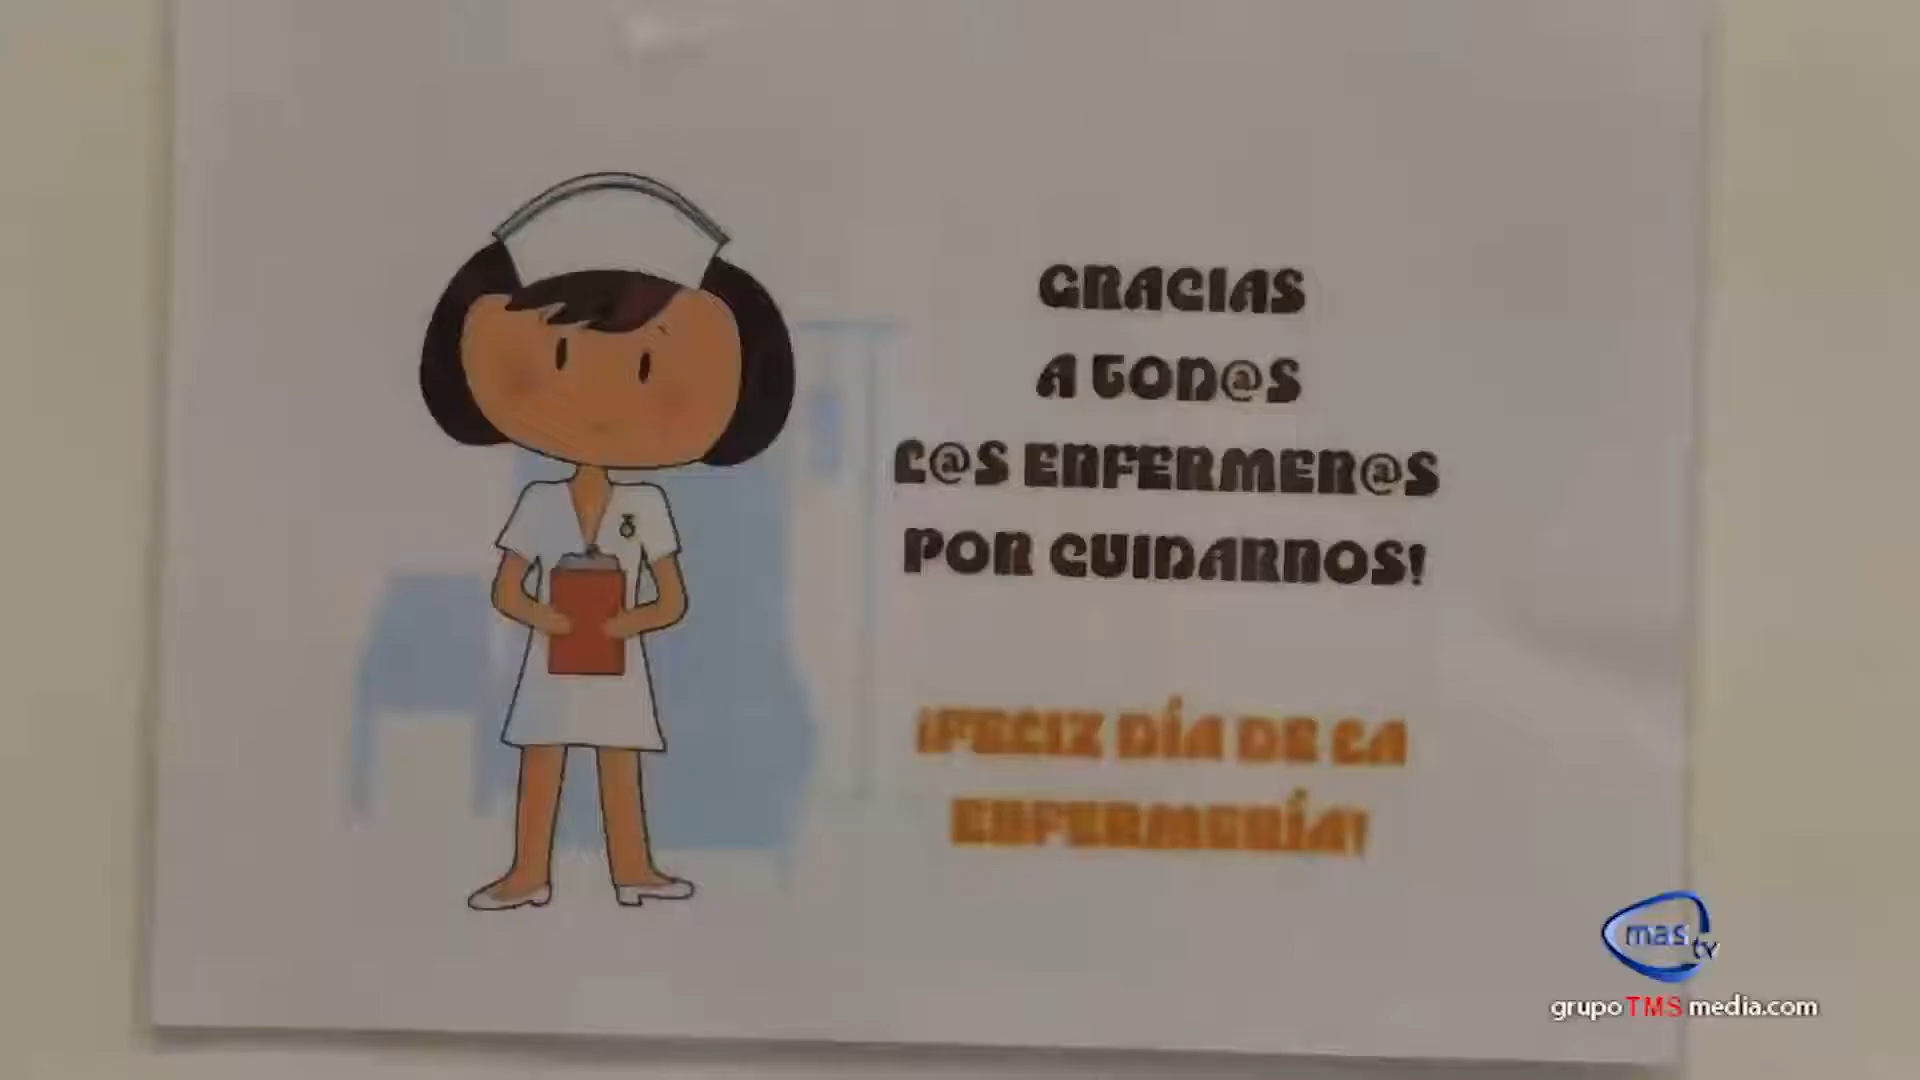 GRACIAS
A TOD@S
L@S ENFERMER@S
POR CUIDARNOS!
¡FELIZ DÍA DE LA
ENFERMERÍA!
mas tv
grupoTMSmedia.com